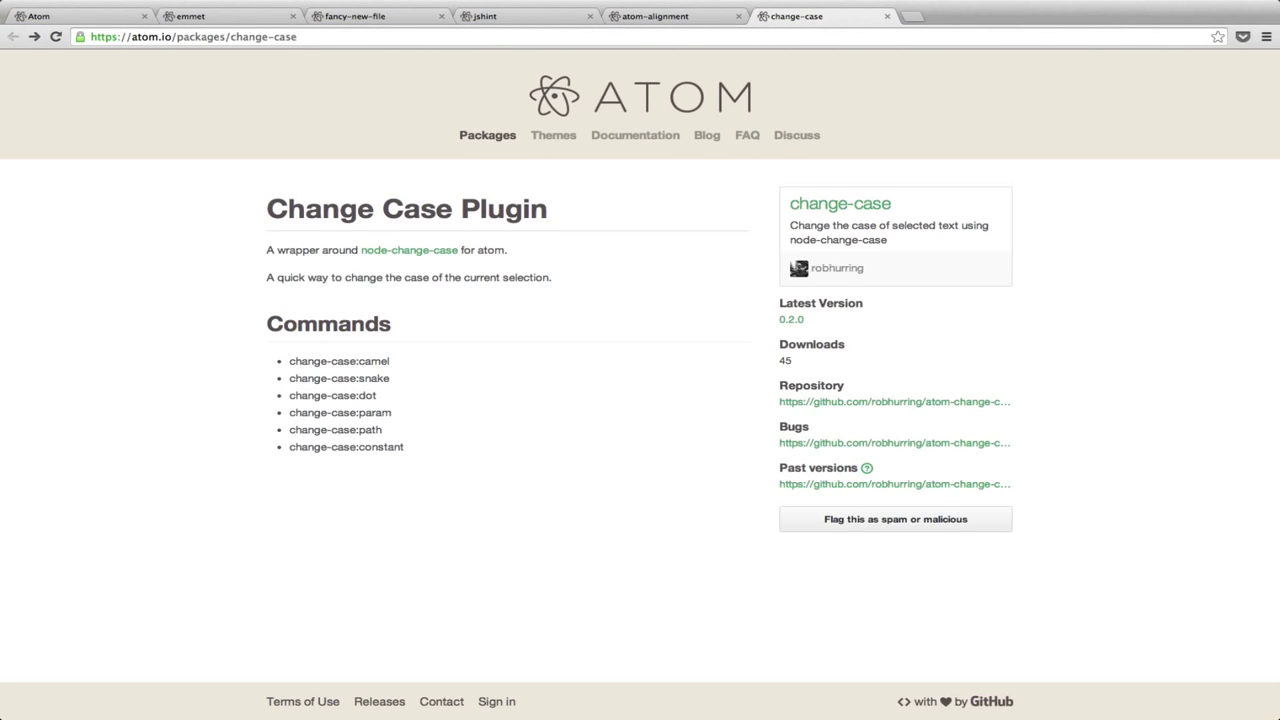 Atom
emmet
fancy-new-file
jshint
atom-alignment
change-case
https://atom.io/packages/change-case
ATOM
Packages Themes Documentation Blog FAQ Discuss
Change Case Plugin
A wrapper around node-change-case for atom.
A quick way to change the case of the current selection.
Commands
• change-case:camel
• change-case:snake
• change-case:dot
• change-case:param
• change-case:path
• change-case:constant
change-case
Change the case of selected text using
node-change-case
robhurring
Latest Version
0.2.0
Downloads
45
Repository
https://github.com/robhurring/atom-change-c...
Bugs
https://github.com/robhurring/atom-change-c...
Past versions ?
https://github.com/robhurring/atom-change-c...
Flag this as spam or malicious
Terms of Use Releases Contact Sign in
<> with ♥ by GitHub